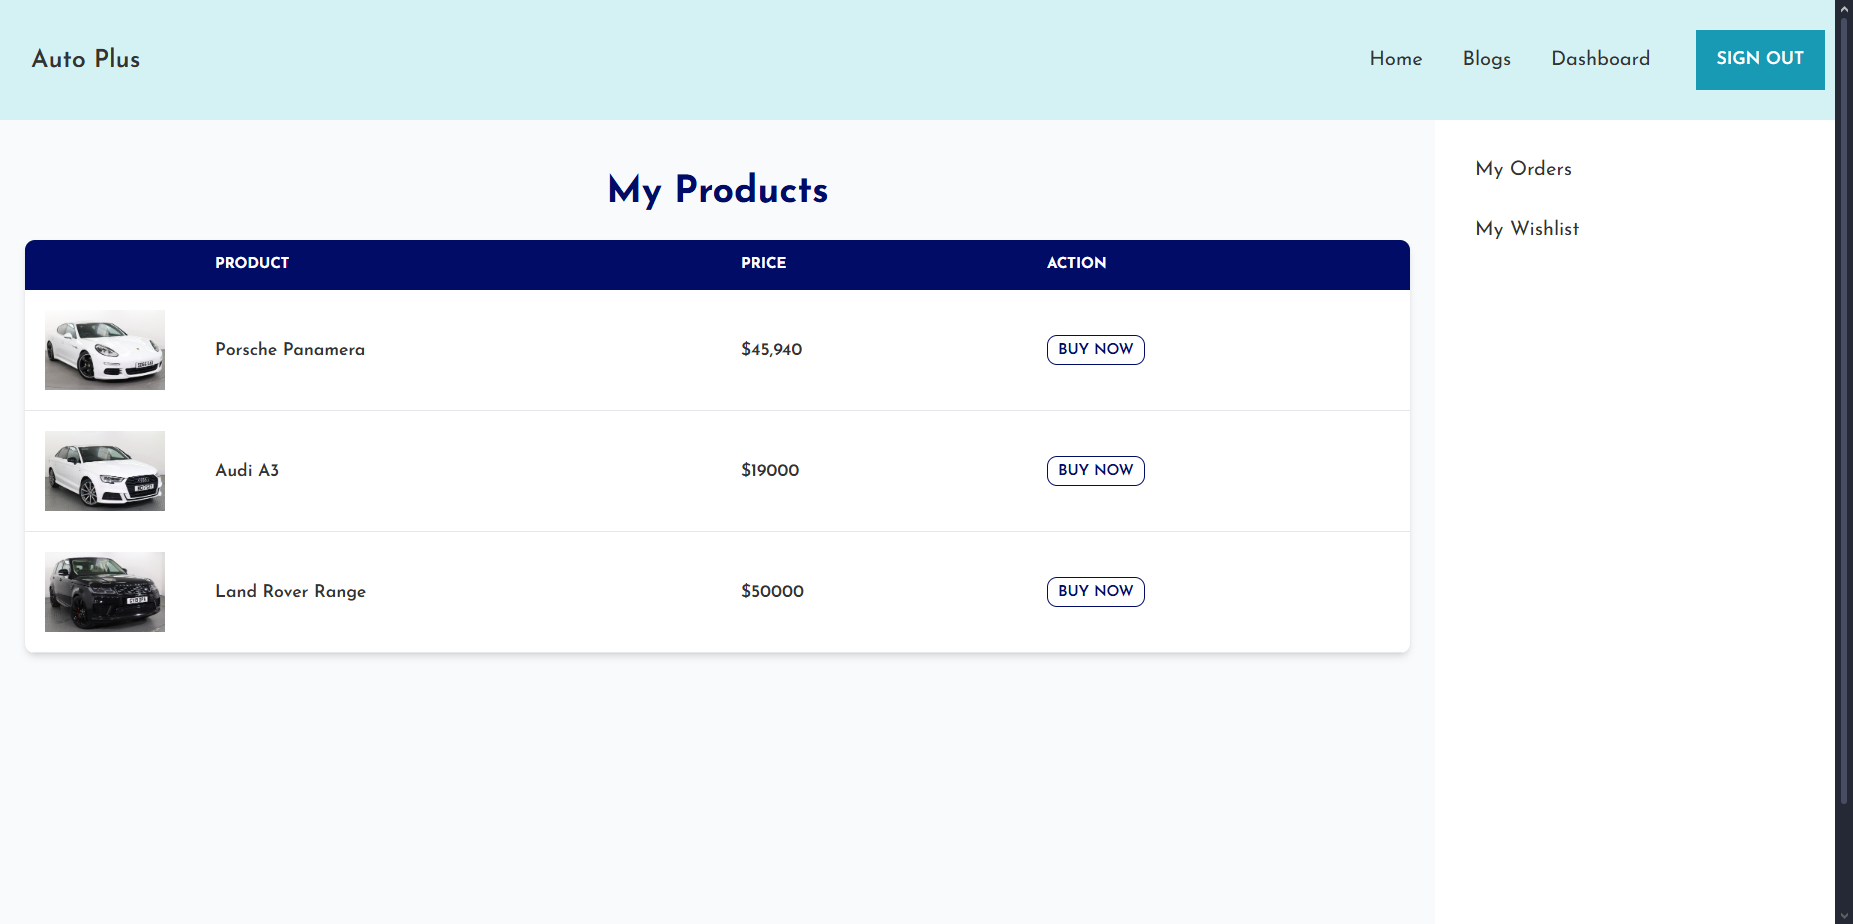 Auto Plus
Home Blogs Dashboard SIGN OUT
My Products
PRODUCT PRICE ACTION
Porsche Panamera $45,940 BUY NOW
Audi A3 $19000 BUY NOW
Land Rover Range $50000 BUY NOW
My Orders
My Wishlist